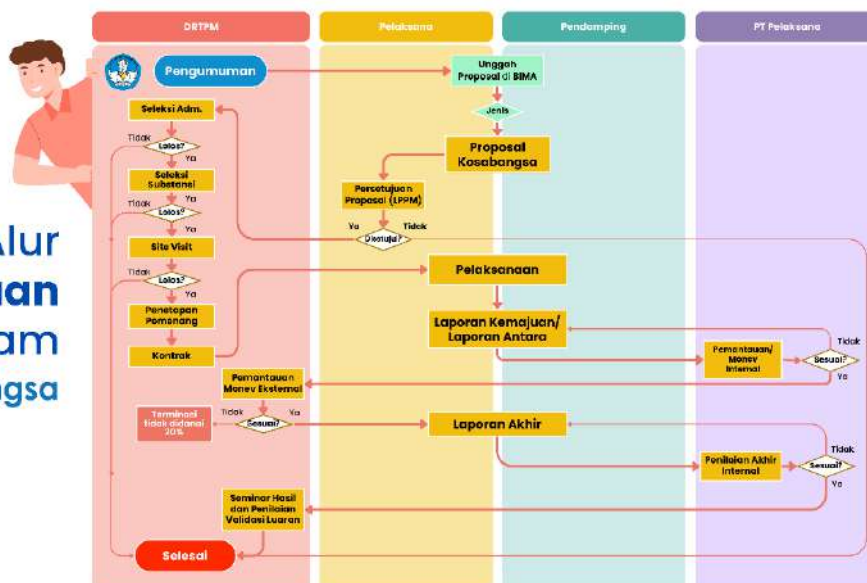 DRTPM
Pelaksana
Pendamping
PT Pelaksana
Pengumuman
Unggah
Proposal di BIMA
Jenis
Proposal
Kosabangsa
Persetujuan
Proposal (LPPM)
Ya
Tidak
Disetujui?
Seleksi Adm.
Tidak
Lolos?
Ya
Seleksi
Substansi
Ya
Tidak
Lolos?
Ya
Site Visit
Tidak
Lolos?
Ya
Penetapan
Pemenang
Kontrak
Alur
uan
am
ngsa
Pelaksanaan
Laporan Kemajuan/
Laporan Antara
Pemantauan/
Monev
Internal
Tidak
Sesuai?
Ya
Pemantauan
Monev Eksternal
Terminasi
tidak didanai
20%
Tidak
Ya
Sesuai?
Laporan Akhir
Penilaian Akhir
Internal
Tidak
Sesuai?
Ya
Seminar Hasil
dan Penilaian
Validasi Luaran
Selesai